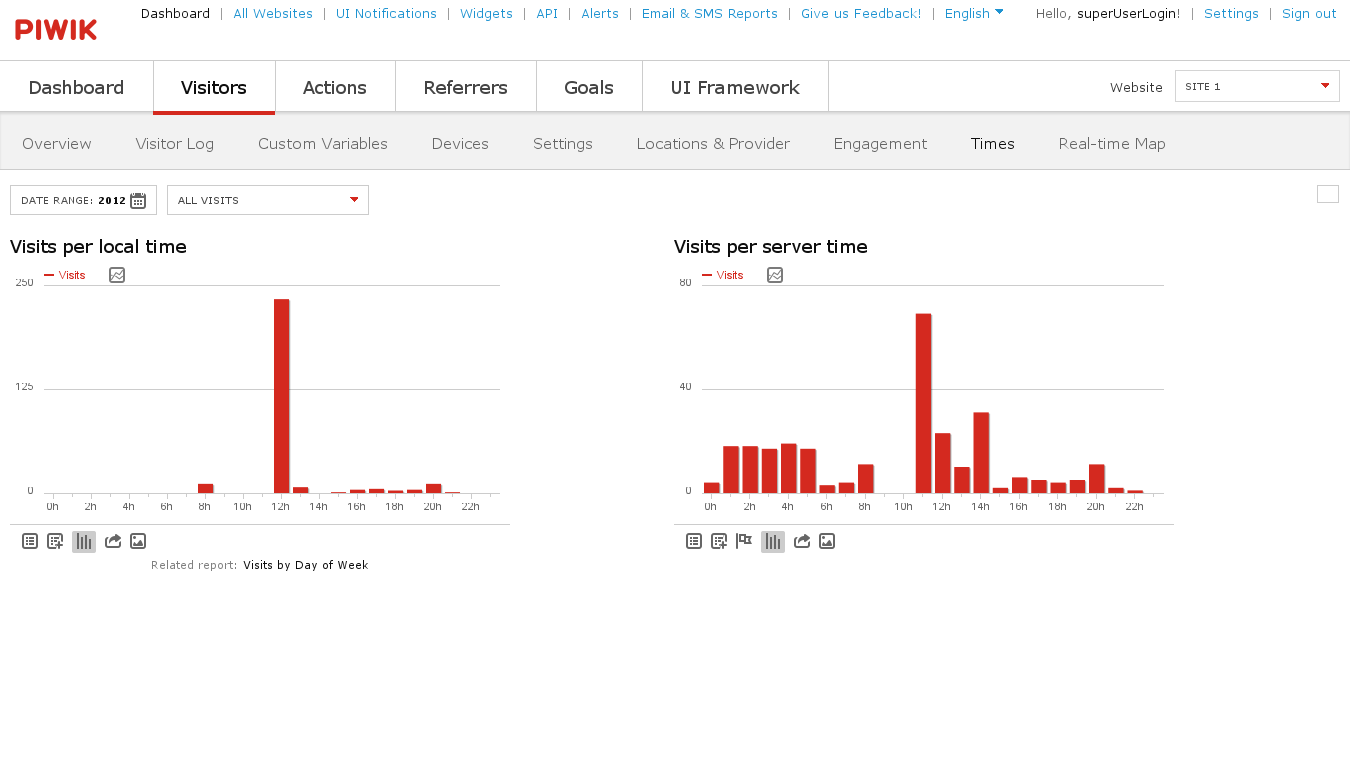 PIWIK
Dashboard | All Websites | UI Notifications | Widgets | API | Alerts | Email & SMS Reports | Give us Feedback! | English
Hello, superUserLogin! | Settings | Sign out
Dashboard Visitors Actions Referrers Goals UI Framework
Website SITE 1
Overview Visitor Log Custom Variables Devices Settings Locations & Provider Engagement Times Real-time Map
DATE RANGE: 2012 ALL VISITS
Visits per local time
Visits
250
125
0
0h 2h 4h 6h 8h 10h 12h 14h 16h 18h 20h 22h
Related report: Visits by Day of Week
Visits per server time
Visits
80
40
0
0h 2h 4h 6h 8h 10h 12h 14h 16h 18h 20h 22h